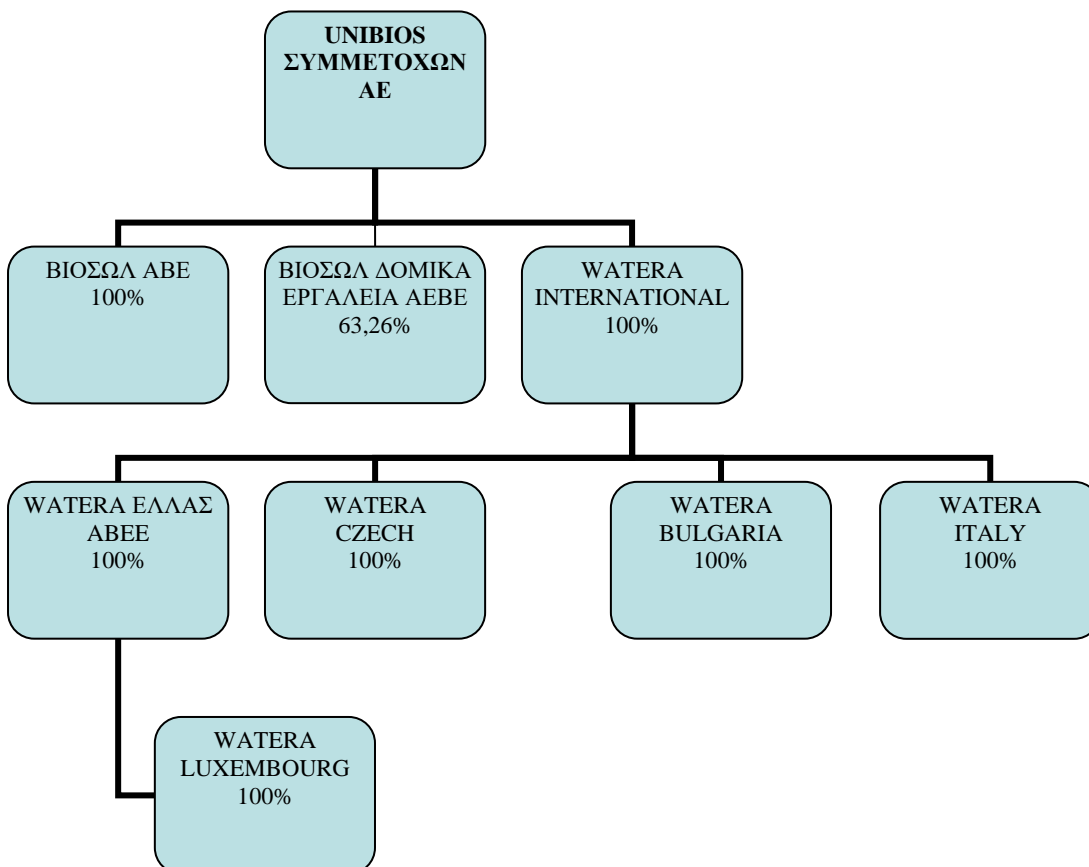 UNIBIOS
ΣΥΜΜΕΤΟΧΩΝ
ΑΕ
ΒΙΟΣΩΛ ΑΒΕ
100%
ΒΙΟΣΩΛ ΔΟΜΙΚΑ
ΕΡΓΑΛΕΙΑ ΑΕΒΕ
63,26%
WATERA
INTERNATIONAL
100%
WATERA ΕΛΛΑΣ
ΑΒΕΕ
100%
WATERA
CZECH
100%
WATERA
BULGARIA
100%
WATERA
ITALY
100%
WATERA
LUXEMBOURG
100%